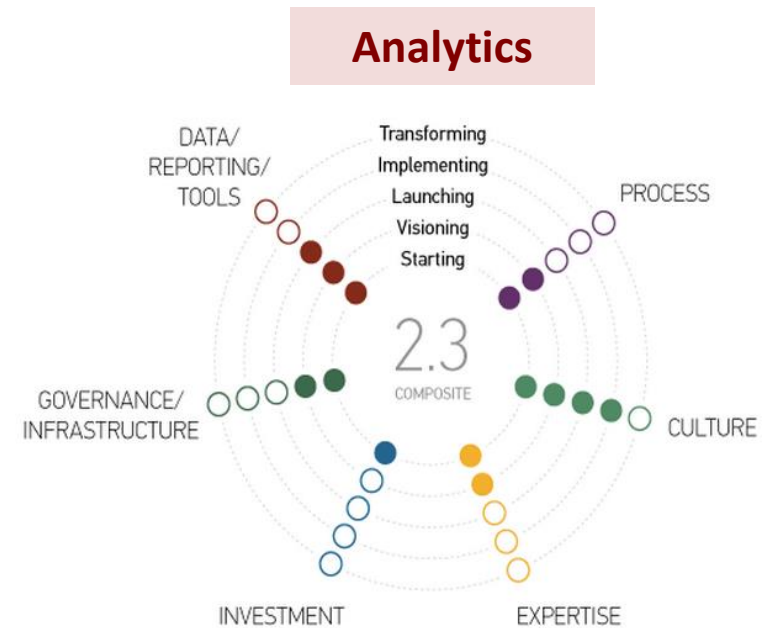 Analytics
Transforming
Implementing
Launching
Visioning
Starting
DATA/
REPORTING/
TOOLS
PROCESS
2.3
COMPOSITE
GOVERNANCE/
INFRASTRUCTURE
CULTURE
INVESTMENT
EXPERTISE